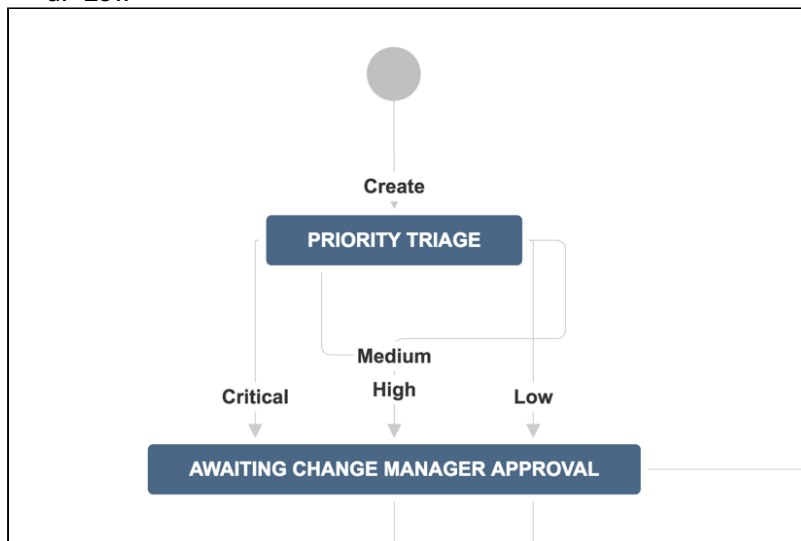 Create
PRIORITY TRIAGE
Medium
High
Critical
Low
AWAITING CHANGE MANAGER APPROVAL